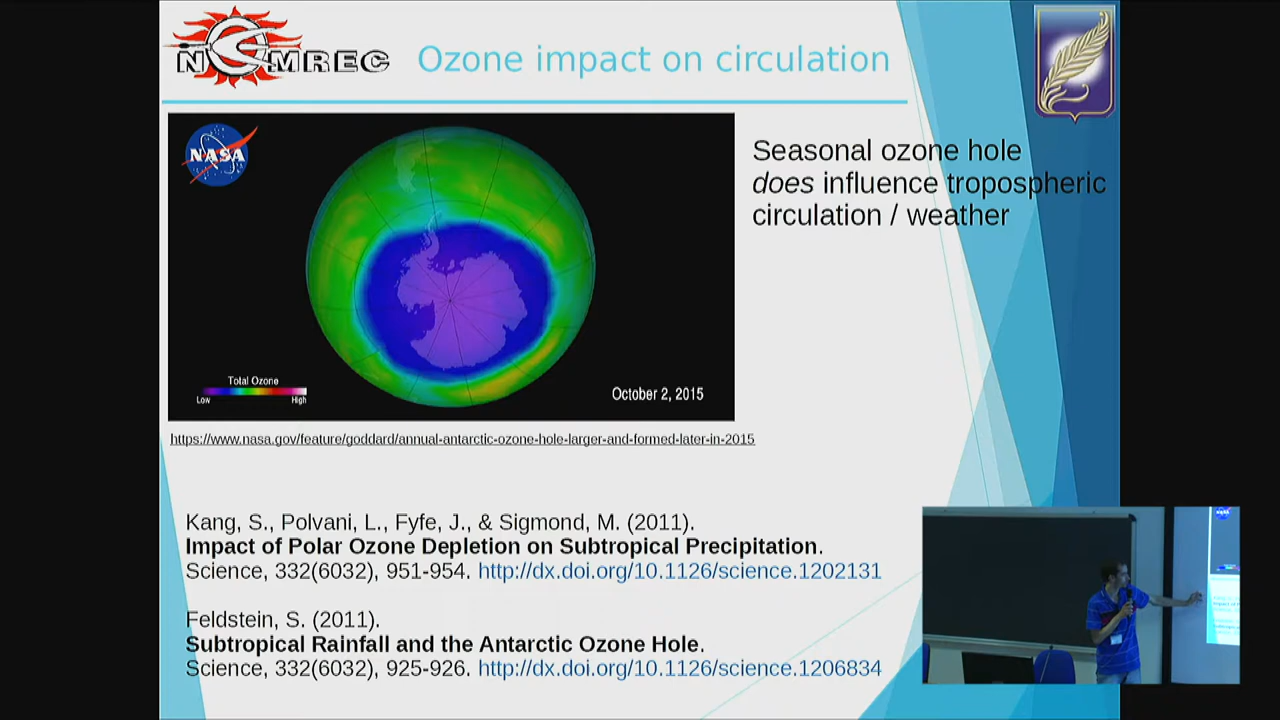 NCMREC
Ozone impact on circulation
NASA
Seasonal ozone hole
does influence tropospheric
circulation / weather
Total Ozone
Low
High
October 2, 2015
https://www.nasa.gov/feature/goddard/annual-antarctic-ozone-hole-larger-and-formed-later-in-2015
Kang, S., Polvani, L., Fyfe, J., & Sigmond, M. (2011).
Impact of Polar Ozone Depletion on Subtropical Precipitation.
Science, 332(6032), 951-954. http://dx.doi.org/10.1126/science.1202131
Feldstein, S. (2011).
Subtropical Rainfall and the Antarctic Ozone Hole.
Science, 332(6032), 925-926. http://dx.doi.org/10.1126/science.1206834